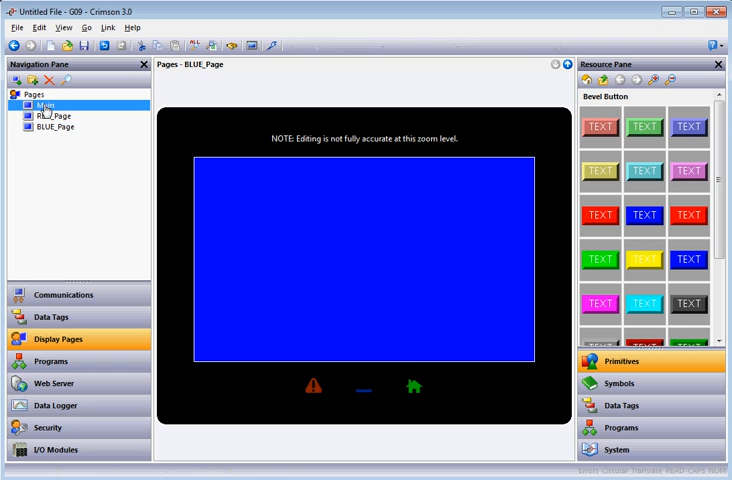 Untitled File - G09 - Crimson 3.0
File Edit View Go Link Help
Navigation Pane
Pages - BLUE_Page
Resource Pane
Pages
Main
BLUE_Page
Bevel Button
NOTE: Editing is not fully accurate at this zoom level.
TEXT TEXT TEXT
TEXT TEXT TEXT
TEXT TEXT TEXT
TEXT TEXT TEXT
TEXT TEXT TEXT
TEXT TEXT TEXT
Communications
Data Tags
Display Pages
Programs
Web Server
Data Logger
Security
I/O Modules
Primitives
Symbols
Data Tags
Programs
System
Errors Circular Translate READ CAPS NUM